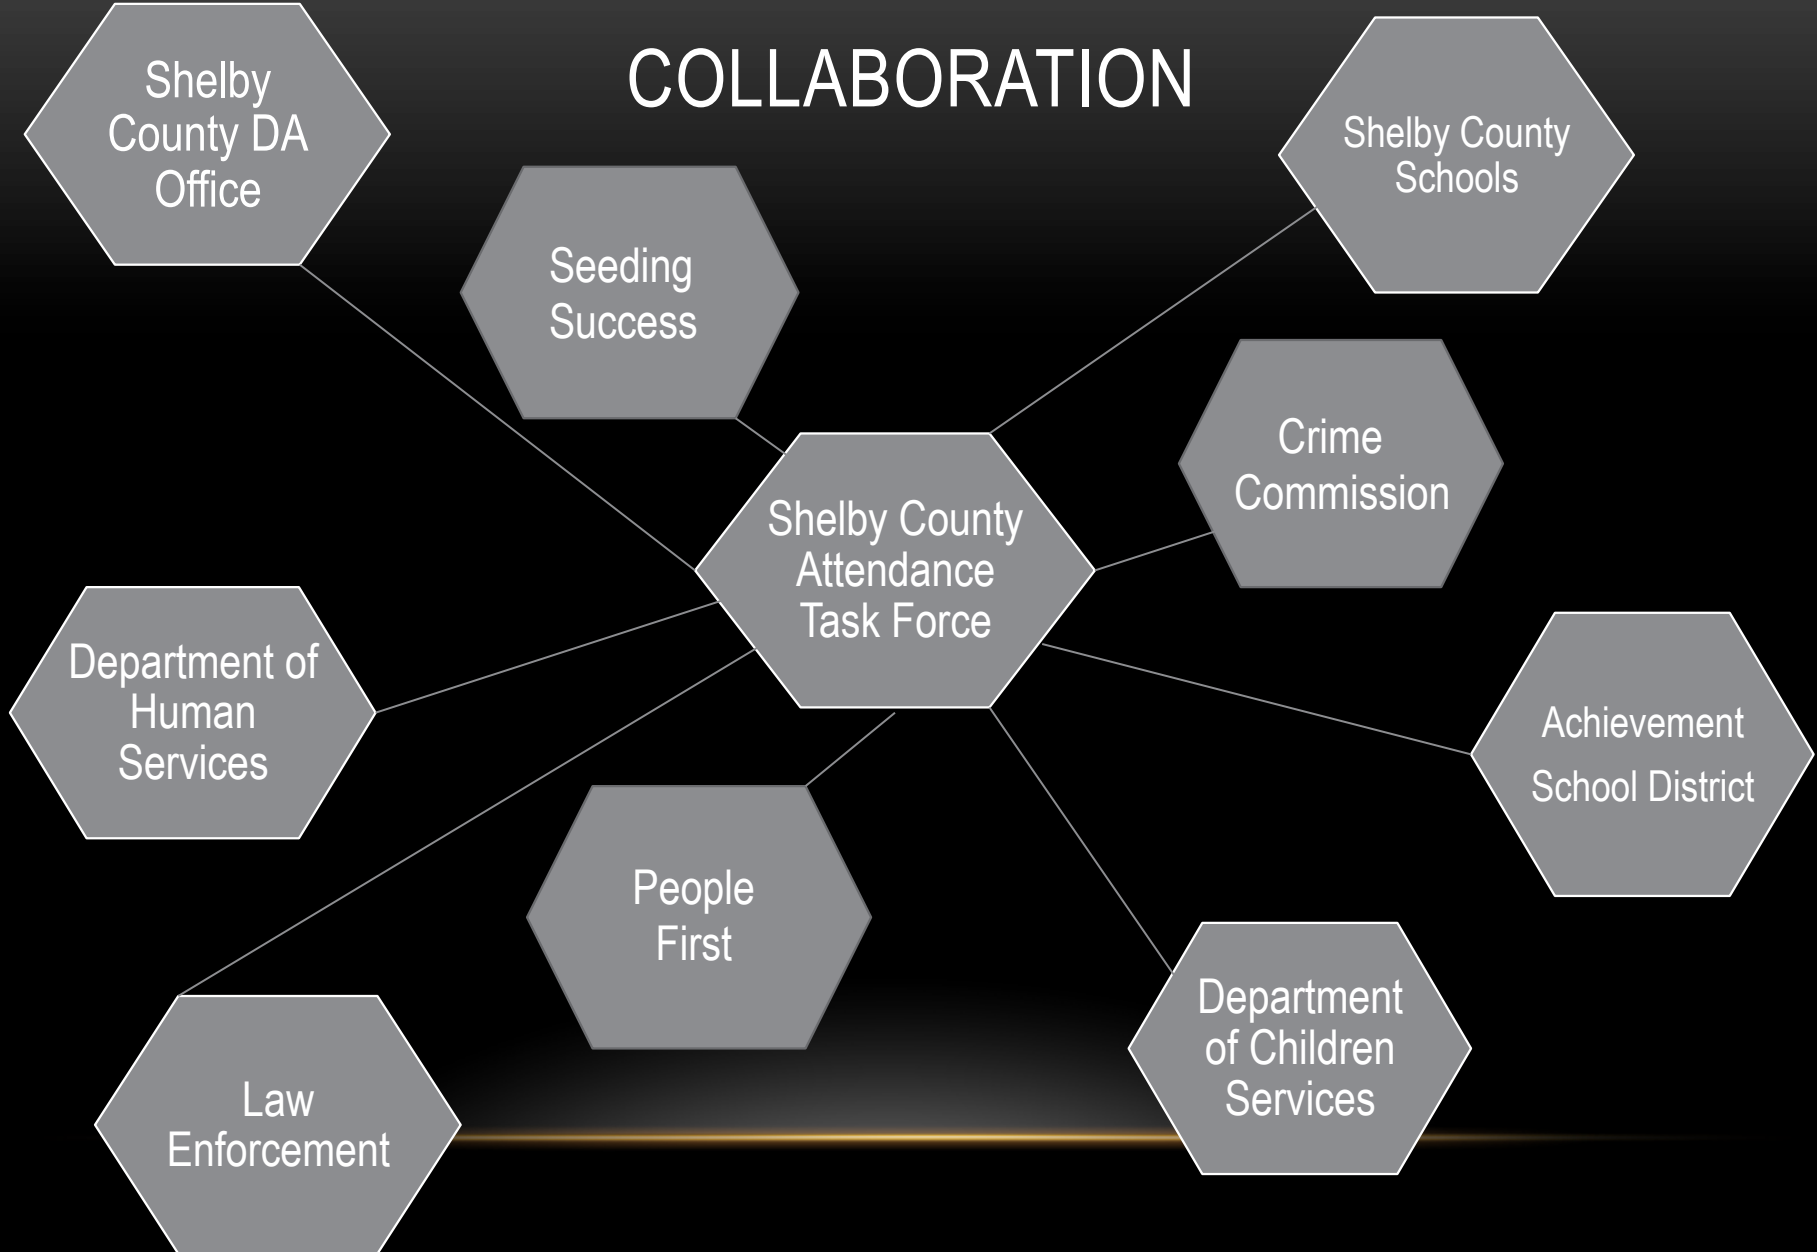 COLLABORATION
Shelby
County DA
Office
Seeding
Success
Shelby County
Schools
Crime
Commission
Shelby County
Attendance
Task Force
Department of
Human
Services
Achievement
School District
People
First
Department
of Children
Services
Law
Enforcement